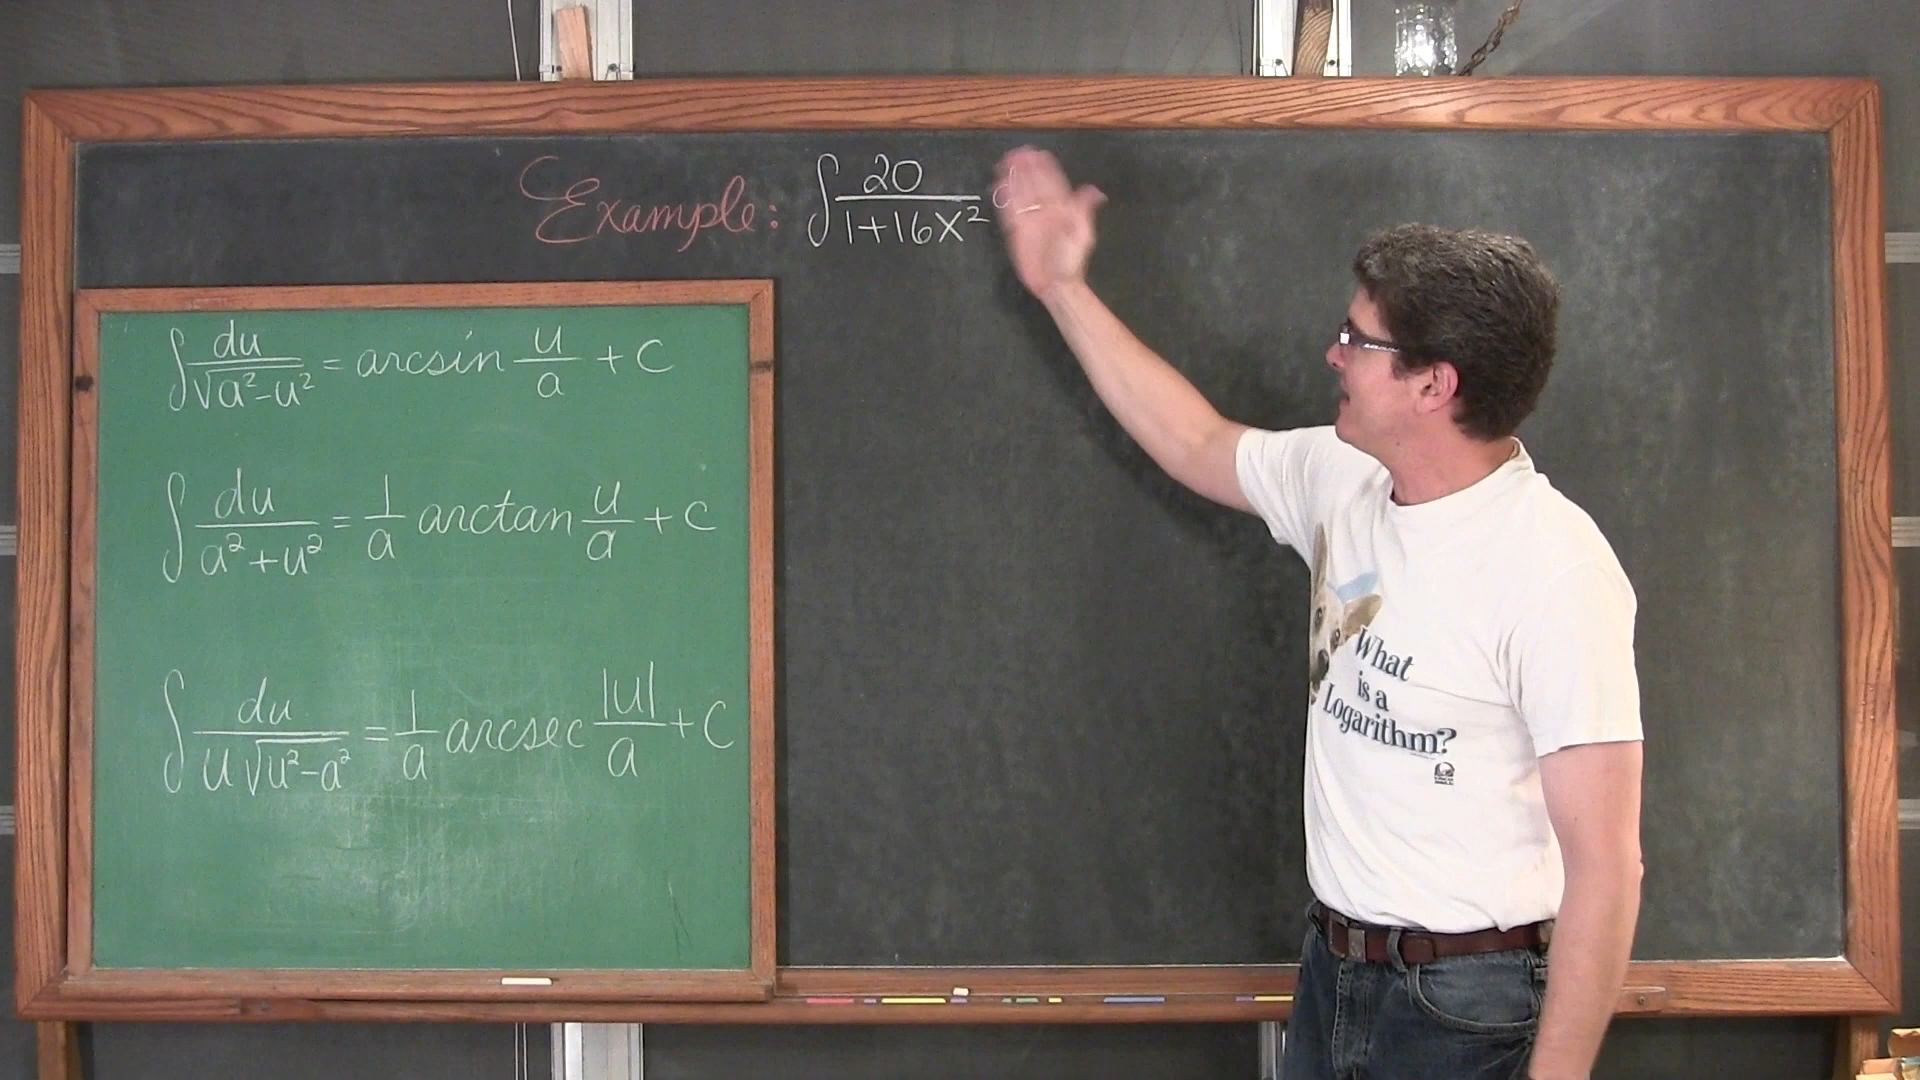 Example: ∫ 20/(1+16x²) d
∫ du/√(a²-u²) = arcsin u/a + C
∫ du/(a²+u²) = 1/a arctan u/a + C
∫ du/(u√(u²-a²)) = 1/a arcsec |u|/a + C
What
is a
Logarithm?